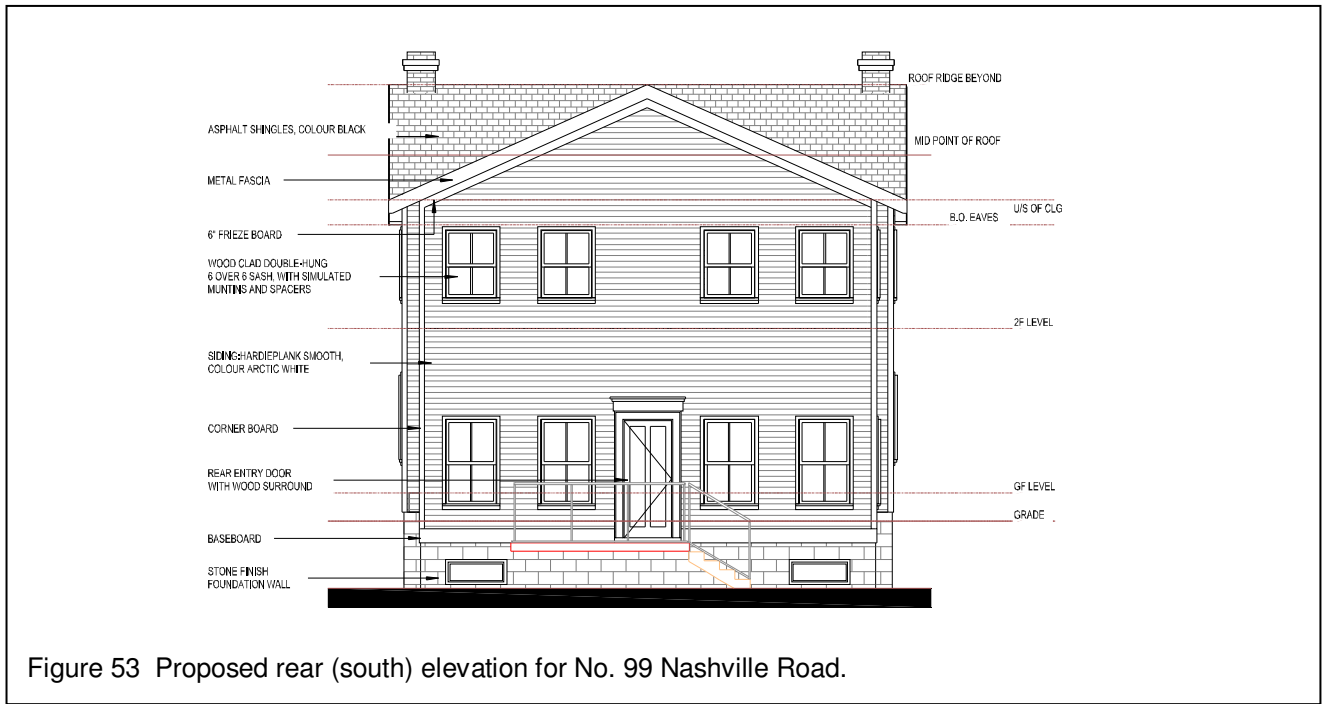 ROOF RIDGE BEYOND
ASPHALT SHINGLES, COLOUR BLACK
MID POINT OF ROOF
METAL FASCIA
U/S OF CLG
B.O. EAVES
6" FRIEZE BOARD
WOOD CLAD DOUBLE-HUNG
6 OVER 6 SASH, WITH SIMULATED
MUNTINS AND SPACERS
2F LEVEL
SIDING:HARDIEPLANK SMOOTH,
COLOUR ARCTIC WHITE
CORNER BOARD
REAR ENTRY DOOR
WITH WOOD SURROUND
GF LEVEL
GRADE
BASEBOARD
STONE FINISH
FOUNDATION WALL
Figure 53 Proposed rear (south) elevation for No. 99 Nashville Road.